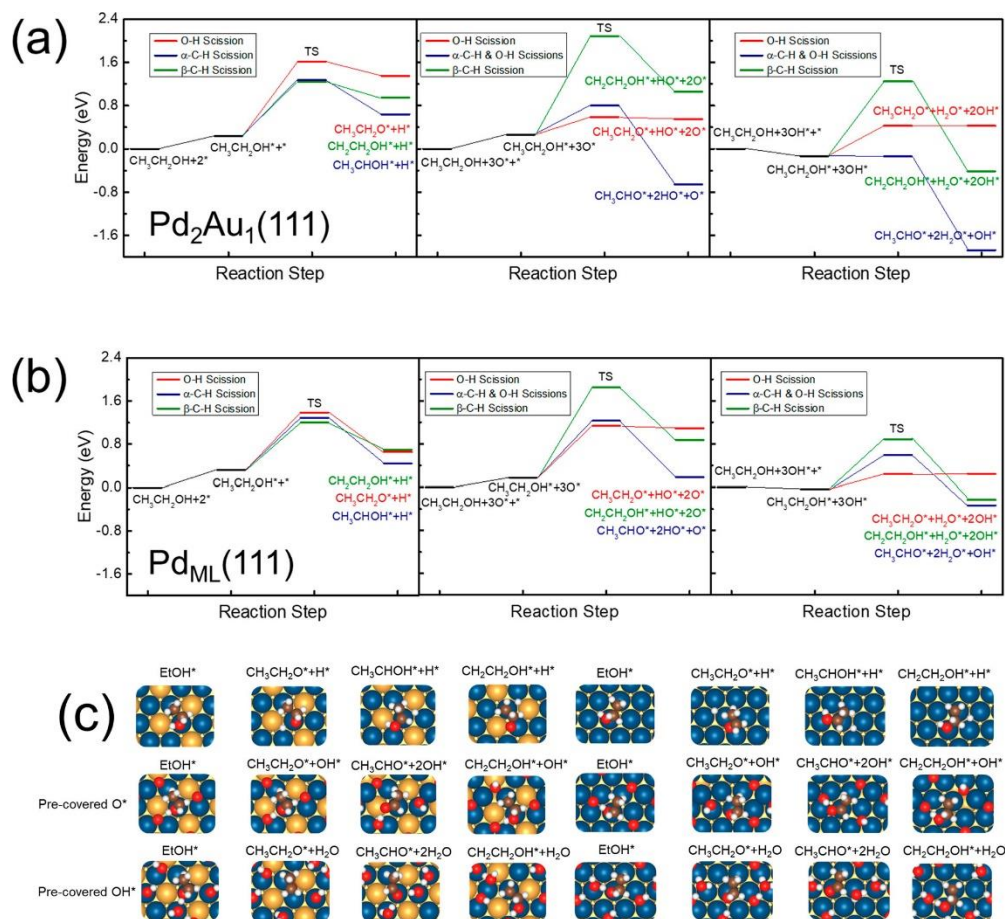 (a)
Energy (eV)
2.4
1.6
0.8
0.0
-0.8
-1.6
O-H Scission
α-C-H Scission
β-C-H Scission
TS
CH₃CH₂OH+2*
CH₃CH₂OH*+*
CH₃CH₂O*+H*
CH₂CH₂OH*+H*
CH₃CHOH*+H*
Pd₂Au₁(111)
Reaction Step
O-H Scission
α-C-H & O-H Scissions
β-C-H Scission
TS
CH₂CH₂OH*+HO*+2O*
CH₃CH₂OH+3O*+*
CH₃CH₂OH*+3O*
CH₃CH₂O*+HO*+2O*
CH₃CHO*+2HO*+O*
Reaction Step
O-H Scission
α-C-H & O-H Scissions
β-C-H Scission
TS
CH₃CH₂O*+H₂O*+2OH*
CH₃CH₂OH+3OH*+*
CH₃CH₂OH*+3OH*
CH₂CH₂OH*+H₂O*+2OH*
CH₃CHO*+2H₂O*+OH*
Reaction Step
(b)
Energy (eV)
2.4
1.6
0.8
0.0
-0.8
-1.6
O-H Scission
α-C-H Scission
β-C-H Scission
TS
CH₃CH₂OH+2*
CH₃CH₂OH*+*
CH₂CH₂OH*+H*
CH₃CH₂O*+H*
CH₃CHOH*+H*
Pd_ML(111)
Reaction Step
O-H Scission
α-C-H & O-H Scissions
β-C-H Scission
TS
CH₃CH₂OH+3O*+*
CH₃CH₂OH*+3O*
CH₃CH₂O*+HO*+2O*
CH₂CH₂OH*+HO*+2O*
CH₃CHO*+2HO*+O*
Reaction Step
O-H Scission
α-C-H & O-H Scissions
β-C-H Scission
TS
CH₃CH₂OH+3OH*+*
CH₃CH₂OH*+3OH*
CH₃CH₂O*+H₂O*+2OH*
CH₂CH₂OH*+H₂O*+2OH*
CH₃CHO*+2H₂O*+OH*
Reaction Step
(c)
EtOH* CH₃CH₂O*+H* CH₃CHOH*+H* CH₂CH₂OH*+H* EtOH* CH₃CH₂O*+H* CH₃CHOH*+H* CH₂CH₂OH*+H*
EtOH* CH₃CH₂O*+OH* CH₃CHO*+2OH* CH₂CH₂OH*+OH* EtOH* CH₃CH₂O*+OH* CH₃CHO*+2OH* CH₂CH₂OH*+OH*
Pre-covered O*
EtOH* CH₃CH₂O*+H₂O CH₃CHO*+2H₂O CH₂CH₂OH*+H₂O EtOH* CH₃CH₂O*+H₂O CH₃CHO*+2H₂O CH₂CH₂OH*+H₂O
Pre-covered OH*